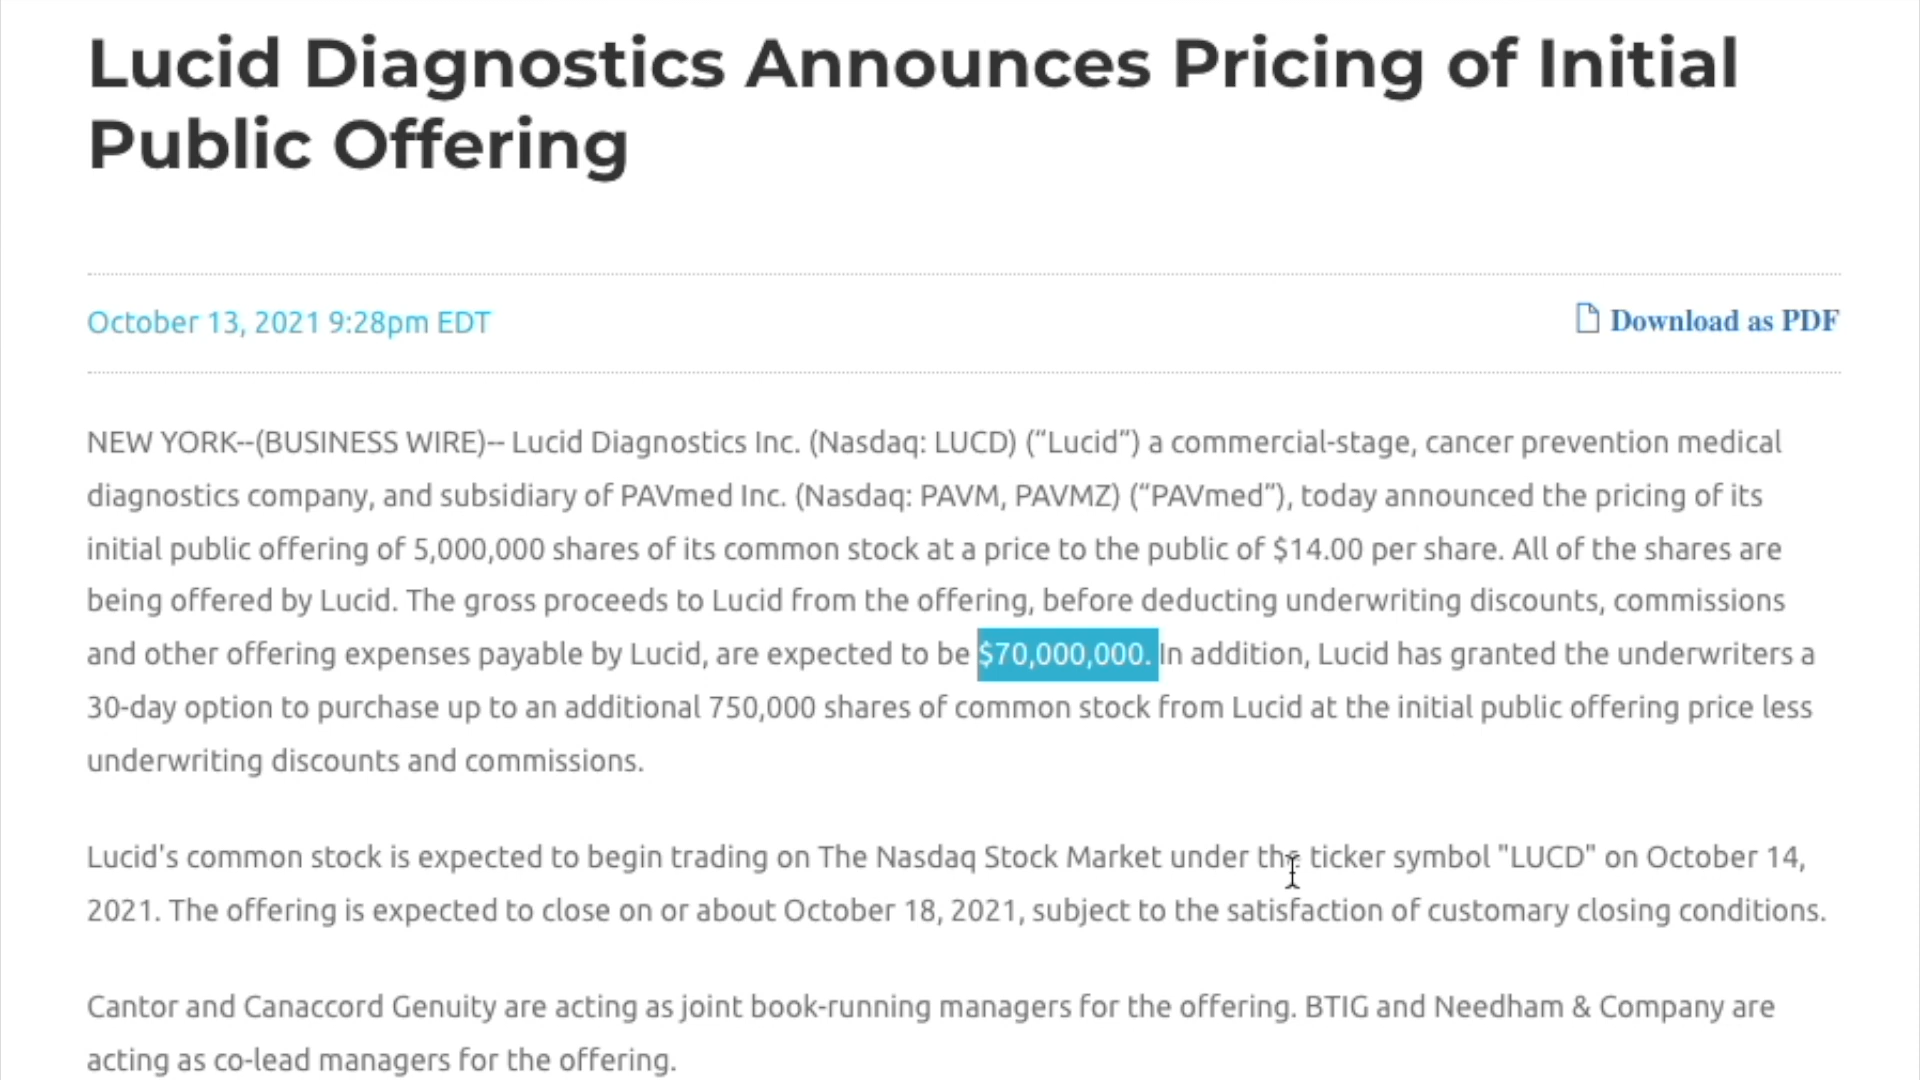 Lucid Diagnostics Announces Pricing of Initial
Public Offering
October 13, 2021 9:28pm EDT
Download as PDF
NEW YORK--(BUSINESS WIRE)-- Lucid Diagnostics Inc. (Nasdaq: LUCD) (“Lucid”) a commercial-stage, cancer prevention medical
diagnostics company, and subsidiary of PAVmed Inc. (Nasdaq: PAVM, PAVMZ) (“PAVmed”), today announced the pricing of its
initial public offering of 5,000,000 shares of its common stock at a price to the public of $14.00 per share. All of the shares are
being offered by Lucid. The gross proceeds to Lucid from the offering, before deducting underwriting discounts, commissions
and other offering expenses payable by Lucid, are expected to be $70,000,000. In addition, Lucid has granted the underwriters a
30-day option to purchase up to an additional 750,000 shares of common stock from Lucid at the initial public offering price less
underwriting discounts and commissions.
Lucid's common stock is expected to begin trading on The Nasdaq Stock Market under the ticker symbol "LUCD" on October 14,
2021. The offering is expected to close on or about October 18, 2021, subject to the satisfaction of customary closing conditions.
Cantor and Canaccord Genuity are acting as joint book-running managers for the offering. BTIG and Needham & Company are
acting as co-lead managers for the offering.